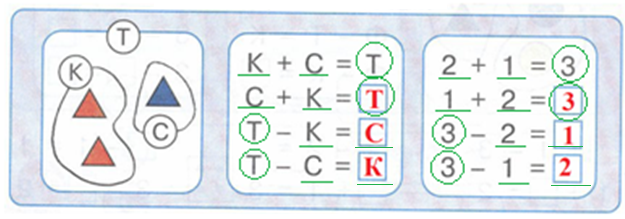 Т
К
С
К + С = Т
С + К = Т
Т − К = С
Т − С = К
2 + 1 = 3
1 + 2 = 3
3 − 2 = 1
3 − 1 = 2